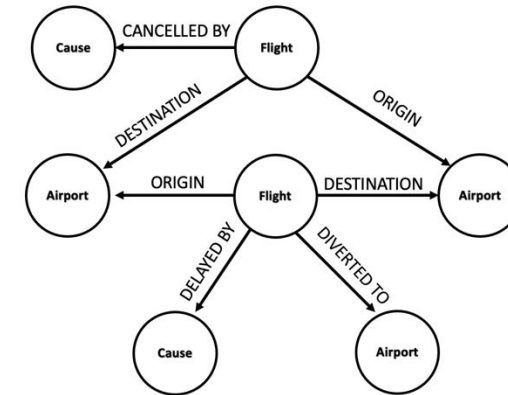 CANCELLED BY
Cause
Flight
DESTINATION
ORIGIN
Airport
ORIGIN
Flight
DESTINATION
Airport
DELAYED BY
DIVERTED TO
Cause
Airport